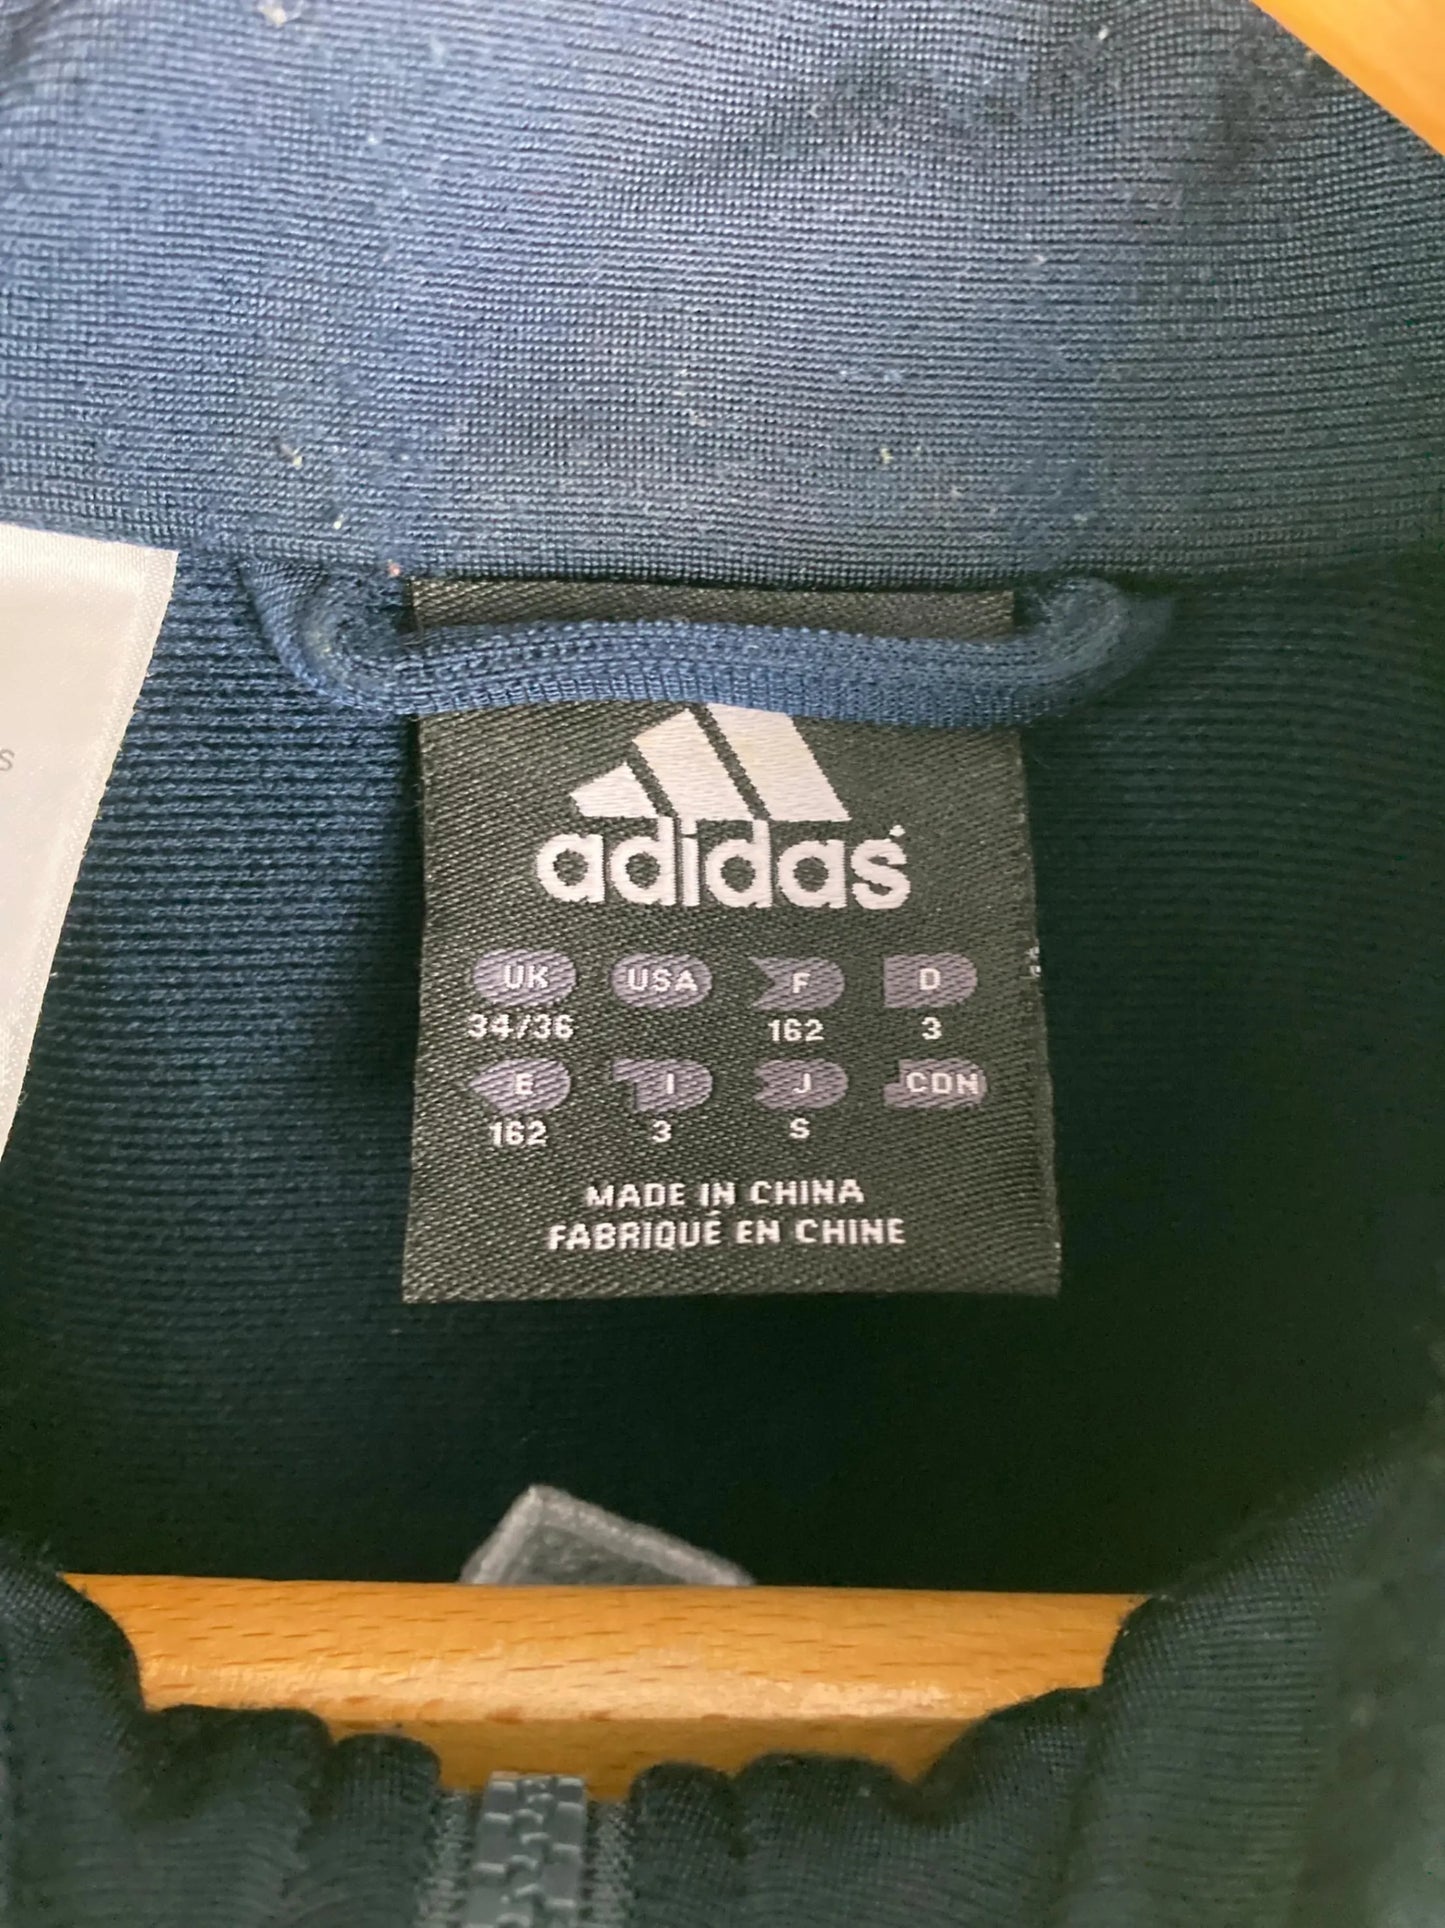 S
adidas
UK USA F D
34/36 162 3
E I J CDN
162 3 S
MADE IN CHINA
FABRIQUÉ EN CHINE